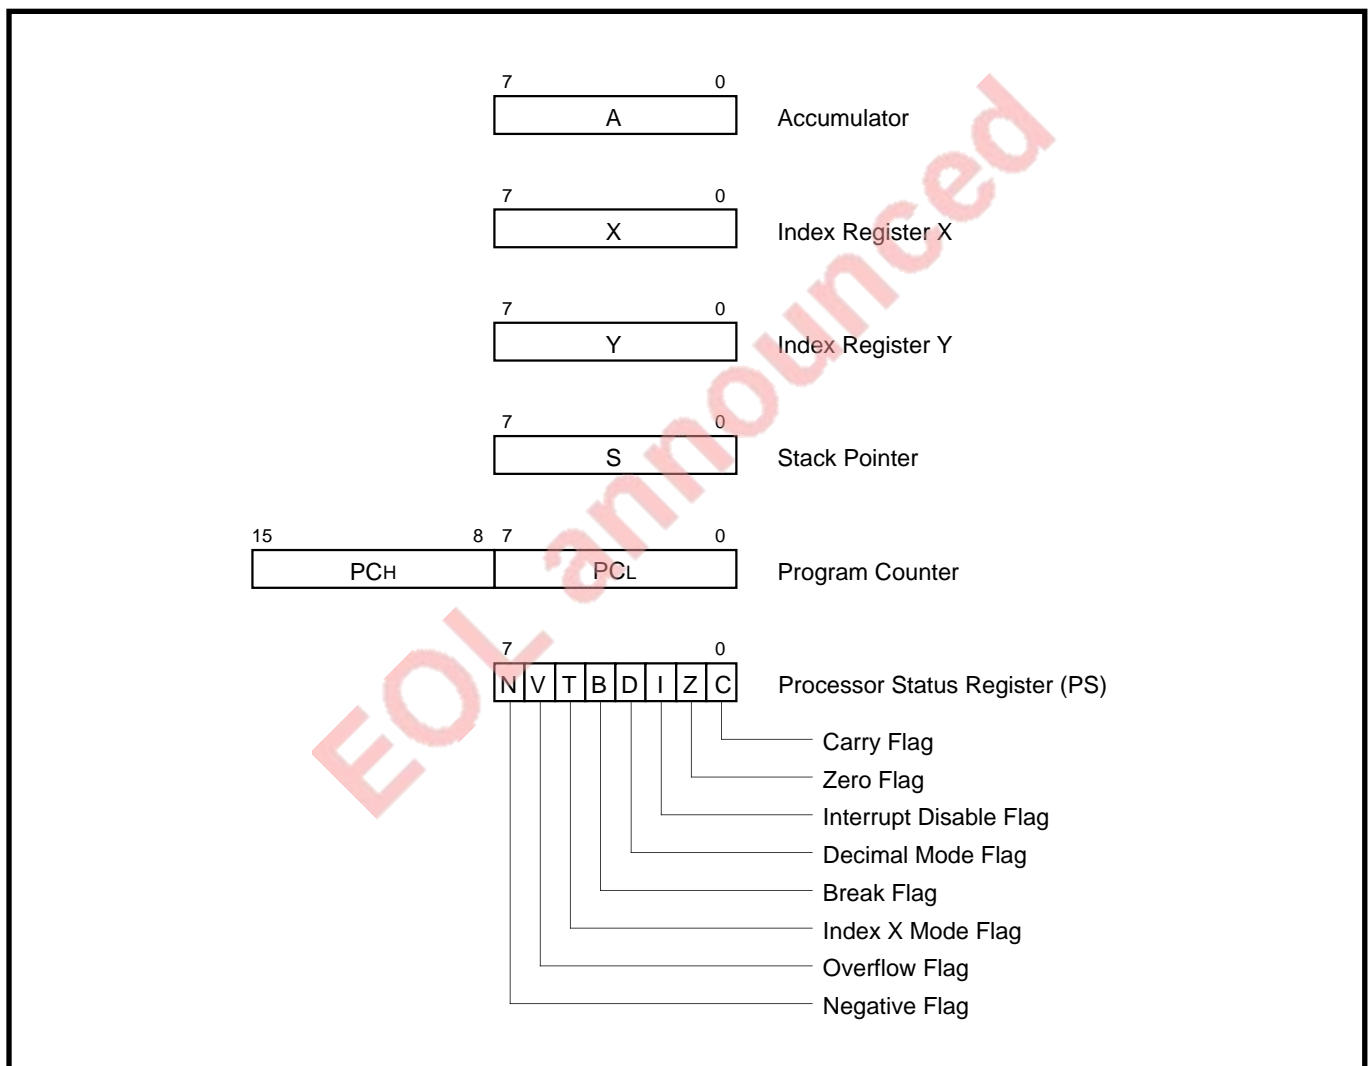 7 0
A Accumulator
7 0
X Index Register X
7 0
Y Index Register Y
7 0
S Stack Pointer
15 8 7 0
PCH PCL Program Counter
7 0
N V T B D I Z C Processor Status Register (PS)
Carry Flag
Zero Flag
Interrupt Disable Flag
Decimal Mode Flag
Break Flag
Index X Mode Flag
Overflow Flag
Negative Flag
EOL announced